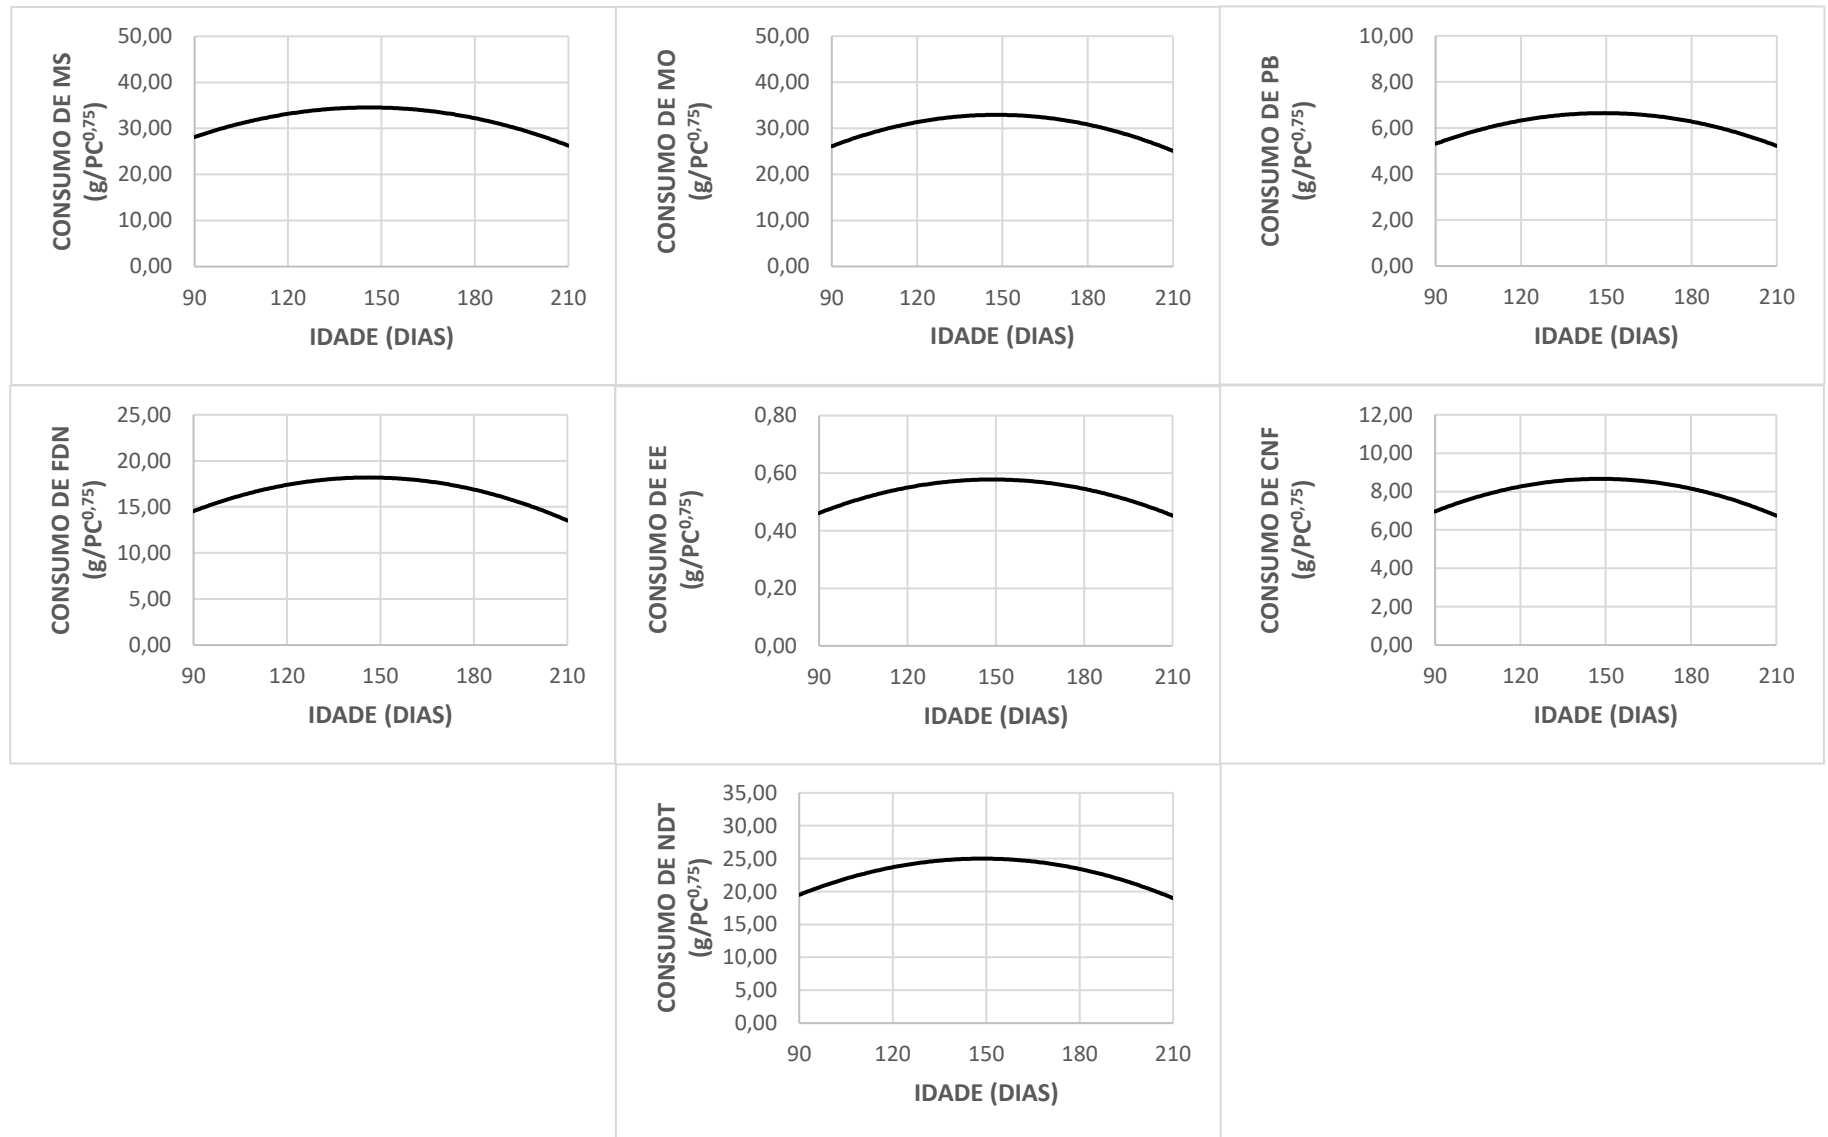 CONSUMO DE MS
(g/PC0,75)
50,00
40,00
30,00
20,00
10,00
0,00
90 120 150 180 210
IDADE (DIAS)
CONSUMO DE MO
(g/PC0,75)
50,00
40,00
30,00
20,00
10,00
0,00
90 120 150 180 210
IDADE (DIAS)
CONSUMO DE PB
(g/PC0,75)
10,00
8,00
6,00
4,00
2,00
0,00
90 120 150 180 210
IDADE (DIAS)
CONSUMO DE FDN
(g/PC0,75)
25,00
20,00
15,00
10,00
5,00
0,00
90 120 150 180 210
IDADE (DIAS)
CONSUMO DE EE
(g/PC0,75)
0,80
0,60
0,40
0,20
0,00
90 120 150 180 210
IDADE (DIAS)
CONSUMO DE CNF
(g/PC0,75)
12,00
10,00
8,00
6,00
4,00
2,00
0,00
90 120 150 180 210
IDADE (DIAS)
CONSUMO DE NDT
(g/PC0,75)
35,00
30,00
25,00
20,00
15,00
10,00
5,00
0,00
90 120 150 180 210
IDADE (DIAS)